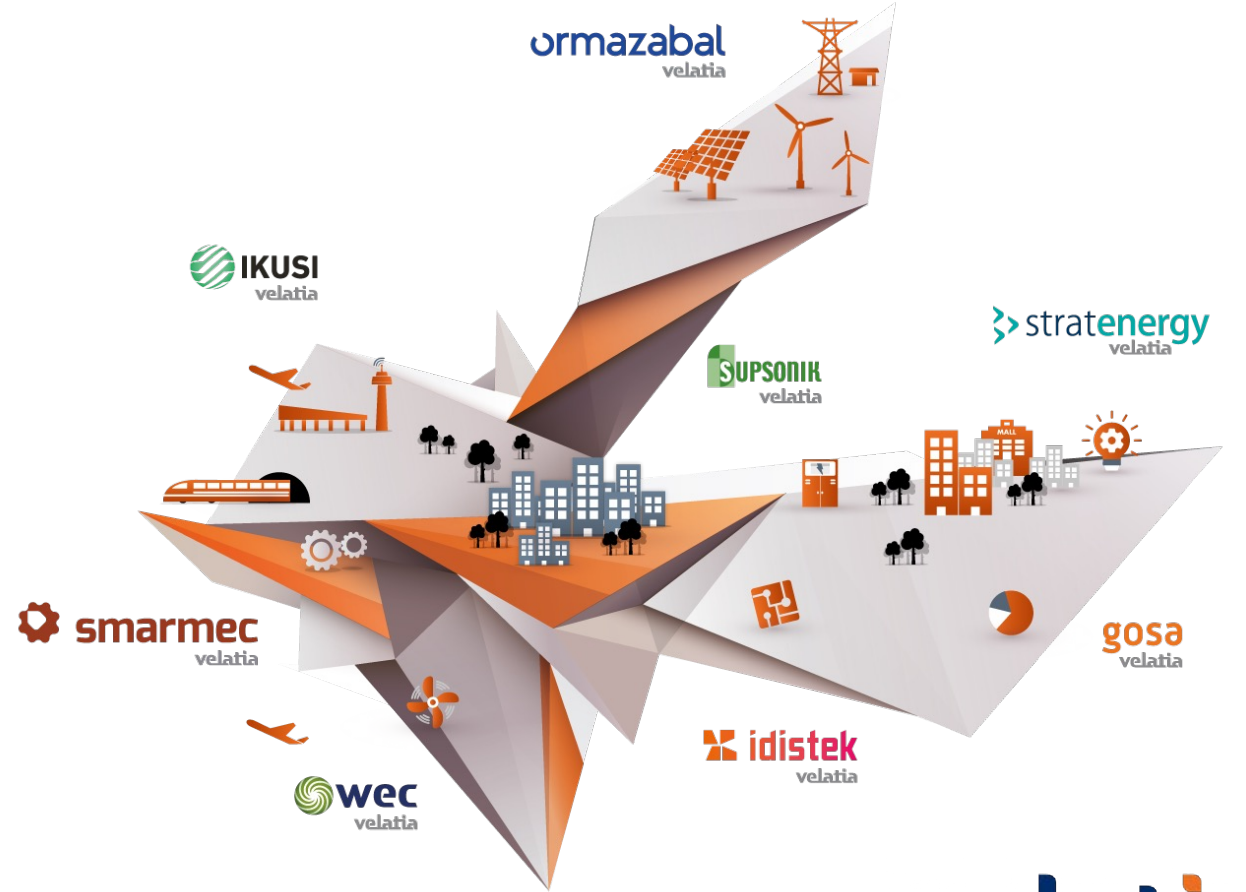 ormazabal
velatia
IKUSI
velatia
stratenergy
velatia
SUPSONIK
velatia
MALL
smarmec
velatia
gosa
velatia
idistek
velatia
wec
velatia